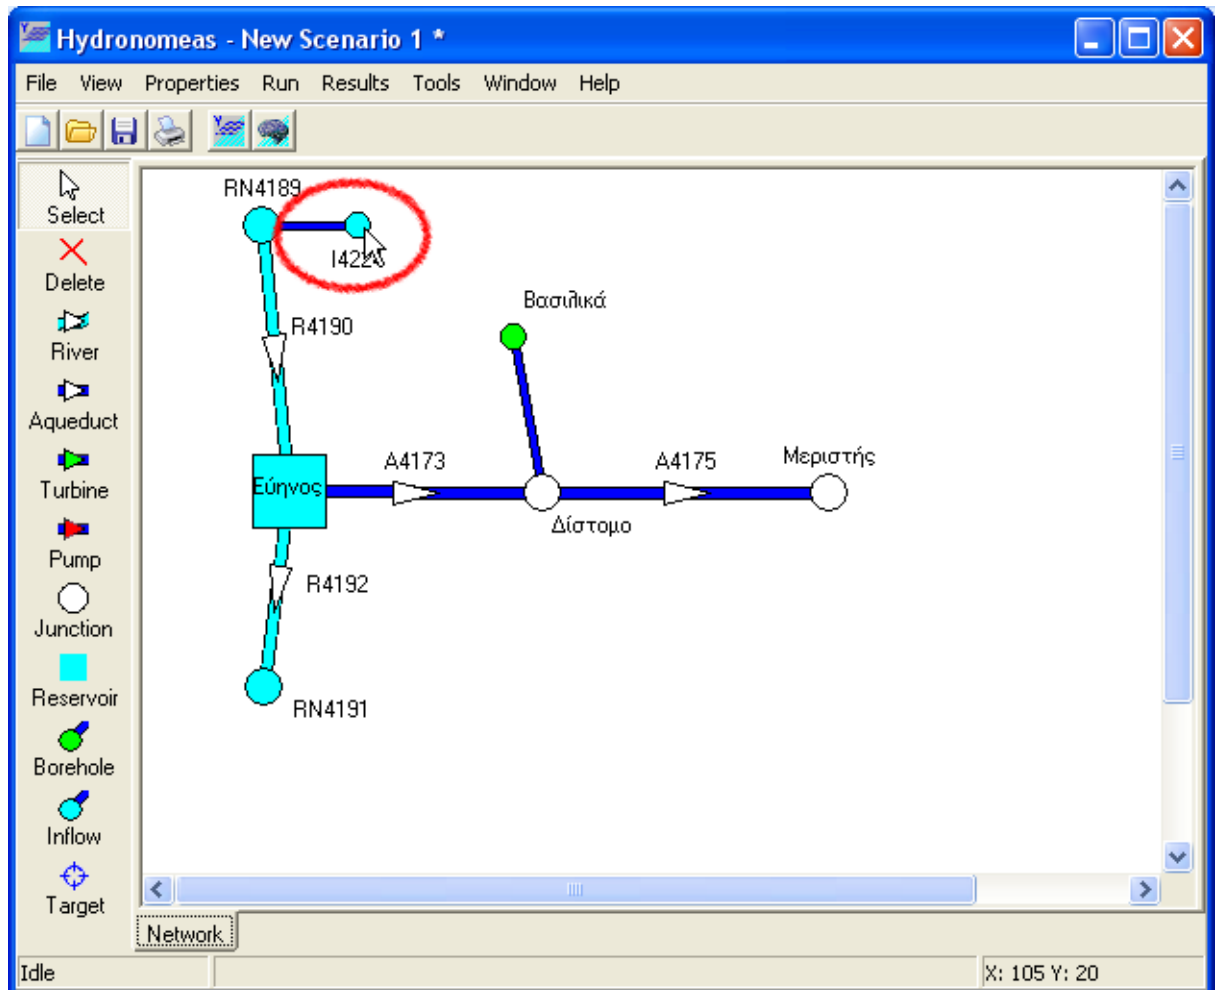 Hydronomeas - New Scenario 1 *
File View Properties Run Results Tools Window Help
Select
Delete
River
Aqueduct
Turbine
Pump
Junction
Reservoir
Borehole
Inflow
Target
RN4189
R4190
Βασιλικά
A4173
A4175
Μεριστής
Εύηνος
Δίστομο
R4192
RN4191
Network
Idle
X: 105 Y: 20